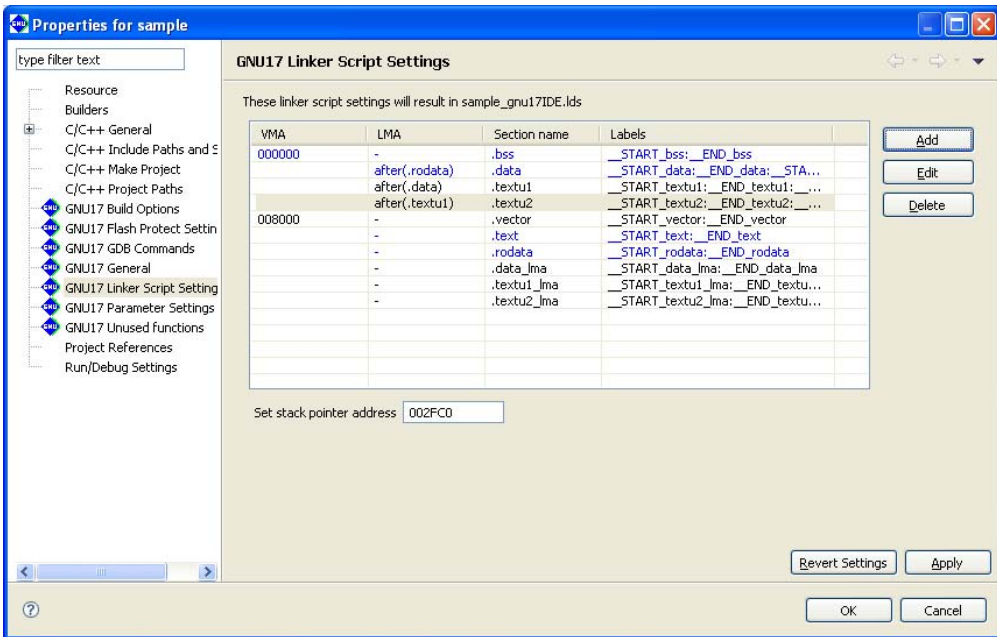 Properties for sample
type filter text
Resource
Builders
C/C++ General
C/C++ Include Paths and S
C/C++ Make Project
C/C++ Project Paths
GNU17 Build Options
GNU17 Flash Protect Settin
GNU17 GDB Commands
GNU17 General
GNU17 Linker Script Setting
GNU17 Parameter Settings
GNU17 Unused functions
Project References
Run/Debug Settings
GNU17 Linker Script Settings
These linker script settings will result in sample_gnu17IDE.lds
VMA LMA Section name Labels
000000 - .bss __START_bss:__END_bss
after(.rodata) .data __START_data:__END_data:__STA...
after(.data) .textu1 __START_textu1:__END_textu1:__...
after(.textu1) .textu2 __START_textu2:__END_textu2:__...
008000 - .vector __START_vector:__END_vector
- .text __START_text:__END_text
- .rodata __START_rodata:__END_rodata
- .data_lma __START_data_lma:__END_data_lma
- .textu1_lma __START_textu1_lma:__END_textu...
- .textu2_lma __START_textu2_lma:__END_textu...
Add
Edit
Delete
Set stack pointer address 002FC0
Revert Settings Apply
OK Cancel